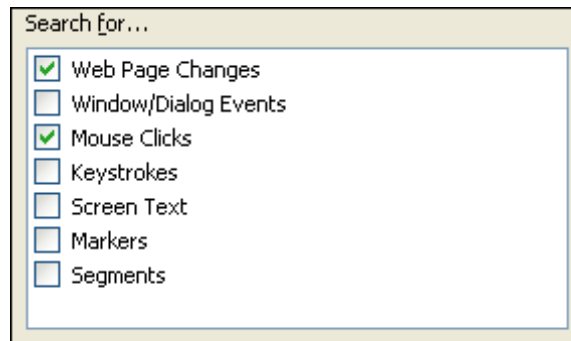 Search for...
Web Page Changes
Window/Dialog Events
Mouse Clicks
Keystrokes
Screen Text
Markers
Segments